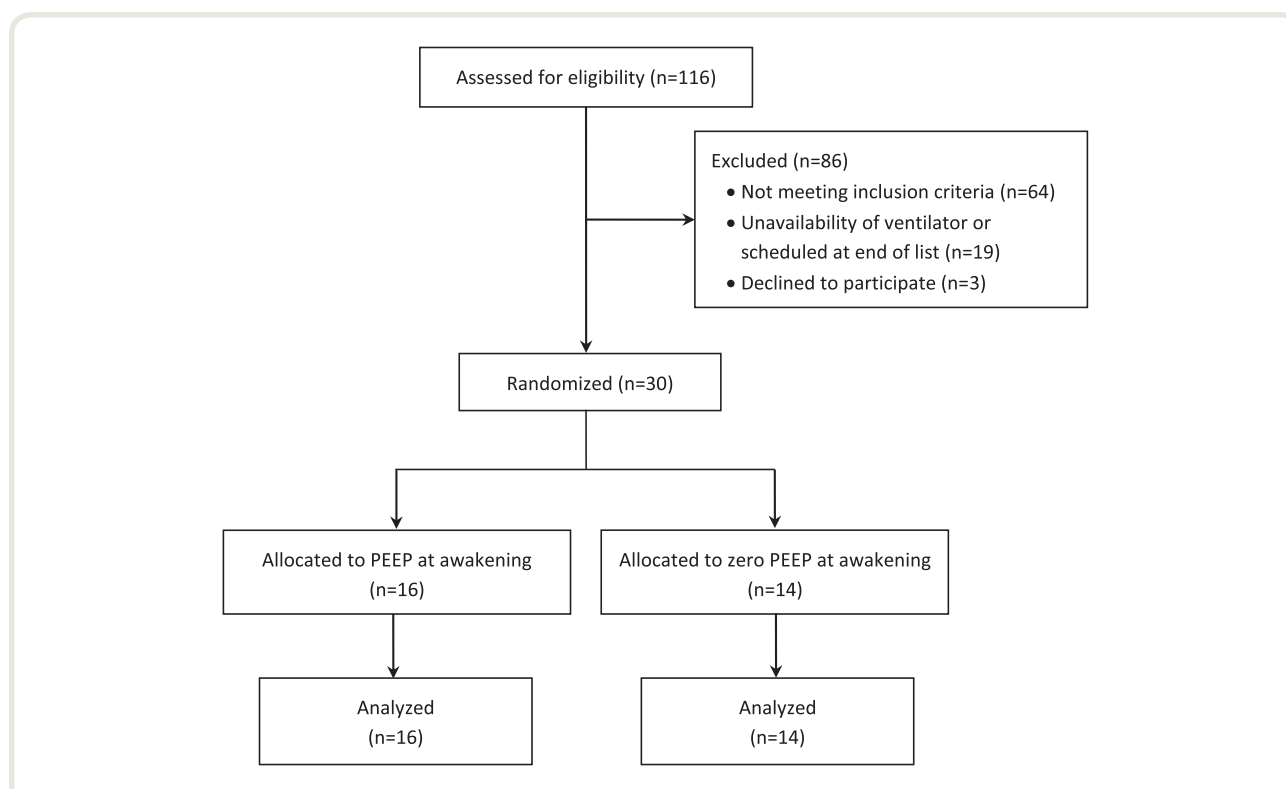 Assessed for eligibility (n=116)
Excluded (n=86)
• Not meeting inclusion criteria (n=64)
• Unavailability of ventilator or
scheduled at end of list (n=19)
• Declined to participate (n=3)
Randomized (n=30)
Allocated to PEEP at awakening
(n=16)
Allocated to zero PEEP at awakening
(n=14)
Analyzed
(n=16)
Analyzed
(n=14)